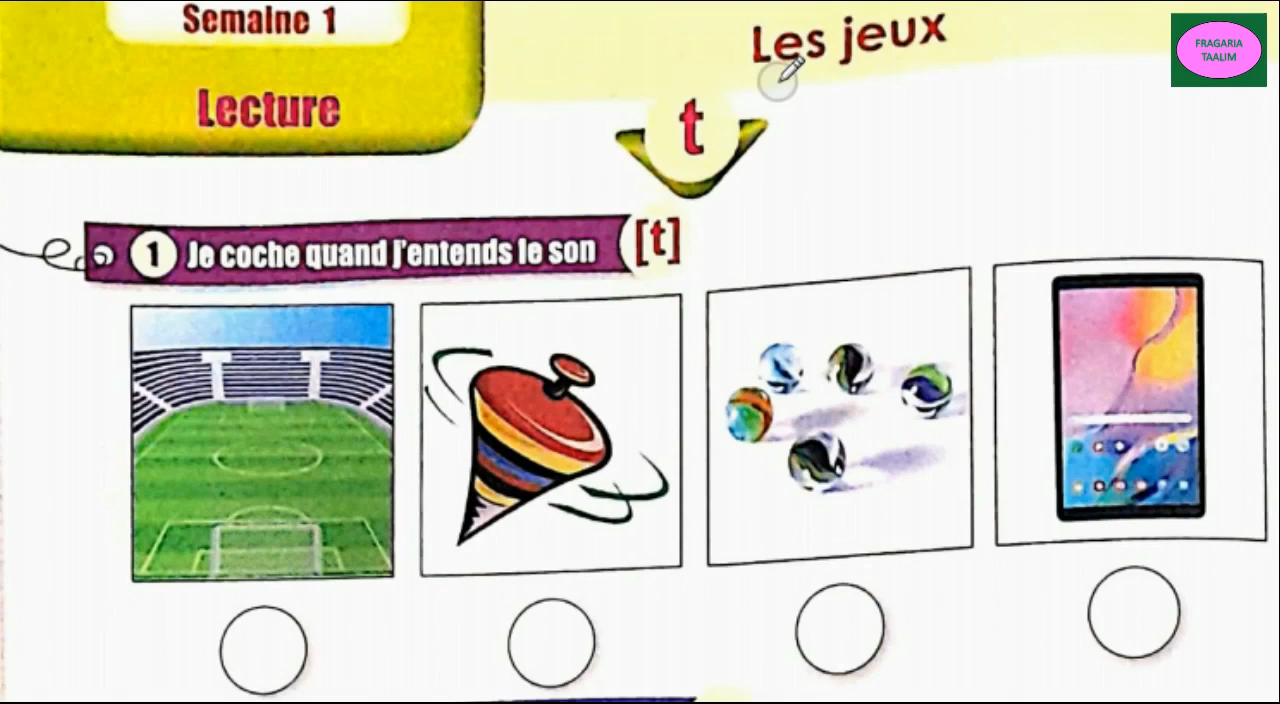 Semaine 1
Lecture
Les jeux
t
1 Je coche quand j'entends le son [t]
FRAGARIA
TAALIM